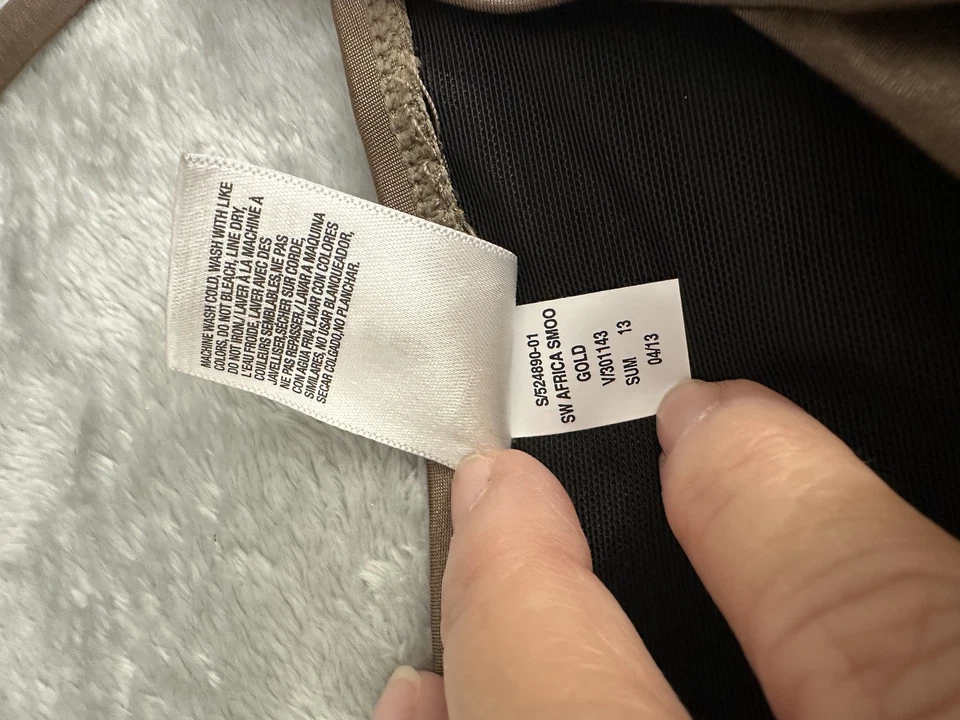 MACHINE WASH COLD, WASH WITH LIKE
COLORS, DO NOT BLEACH, LINE DRY,
DO NOT IRON./ LAVER À LA MACHINE A
L'EAU FROIDE, LAVER AVEC DES
COULEURS SEMBLABLES,NE PAS
JAVELLISER,SÉCHER SUR CORDE,
NE PAS REPASSER./ LAVAR A MAQUINA
CON AGUA FRIA, LAVAR CON COLORES
SIMILARES, NO USAR BLANQUEADOR,
SECAR COLGADO,NO PLANCHAR.
S/524890-01
SW AFRICA SMOO
GOLD
V/301143
SUM 13
04/13